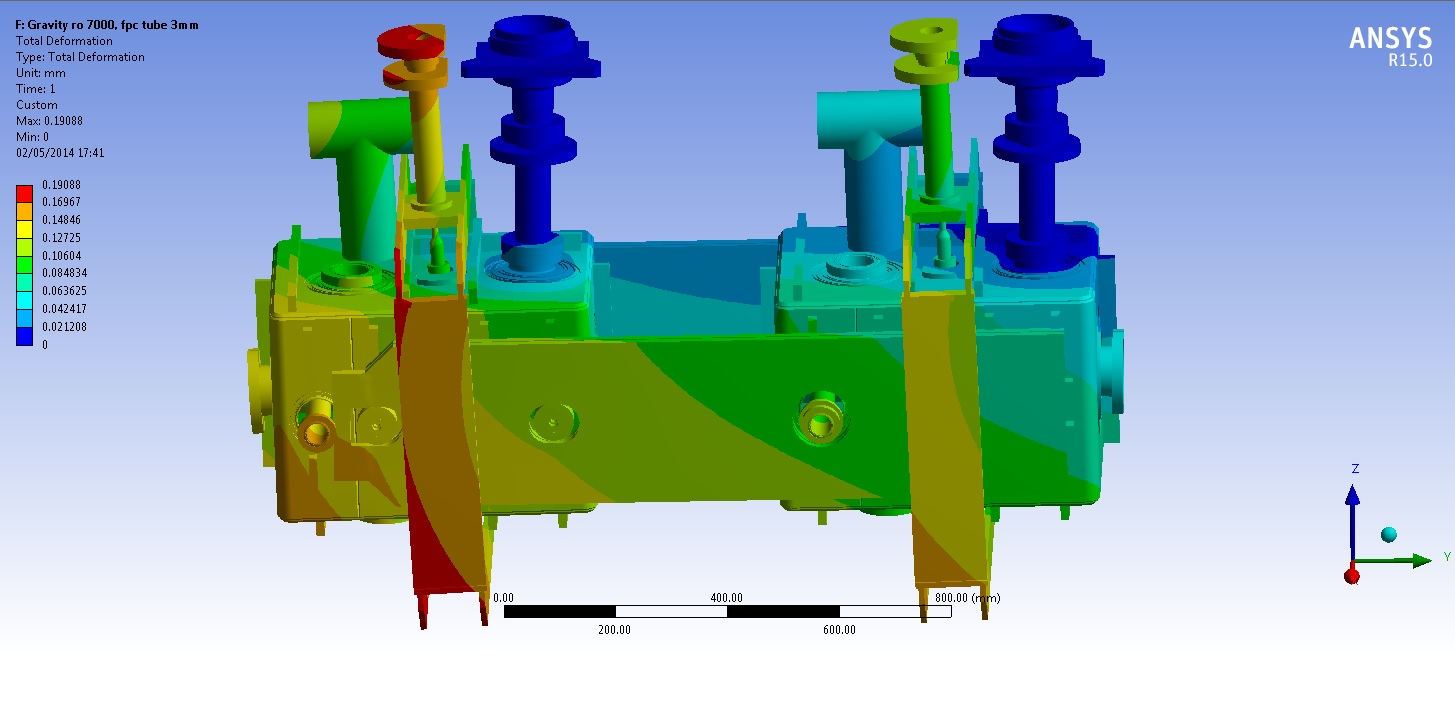 F: Gravity ro 7000, fpc tube 3mm
Total Deformation
Type: Total Deformation
Unit: mm
Time: 1
Custom
Max: 0.19088
Min: 0
02/05/2014 17:41
0.19088
0.16967
0.14846
0.12725
0.10604
0.084834
0.063625
0.042417
0.021208
0
ANSYS
R15.0
Z
Y
0.00 400.00 800.00 (mm)
200.00 600.00